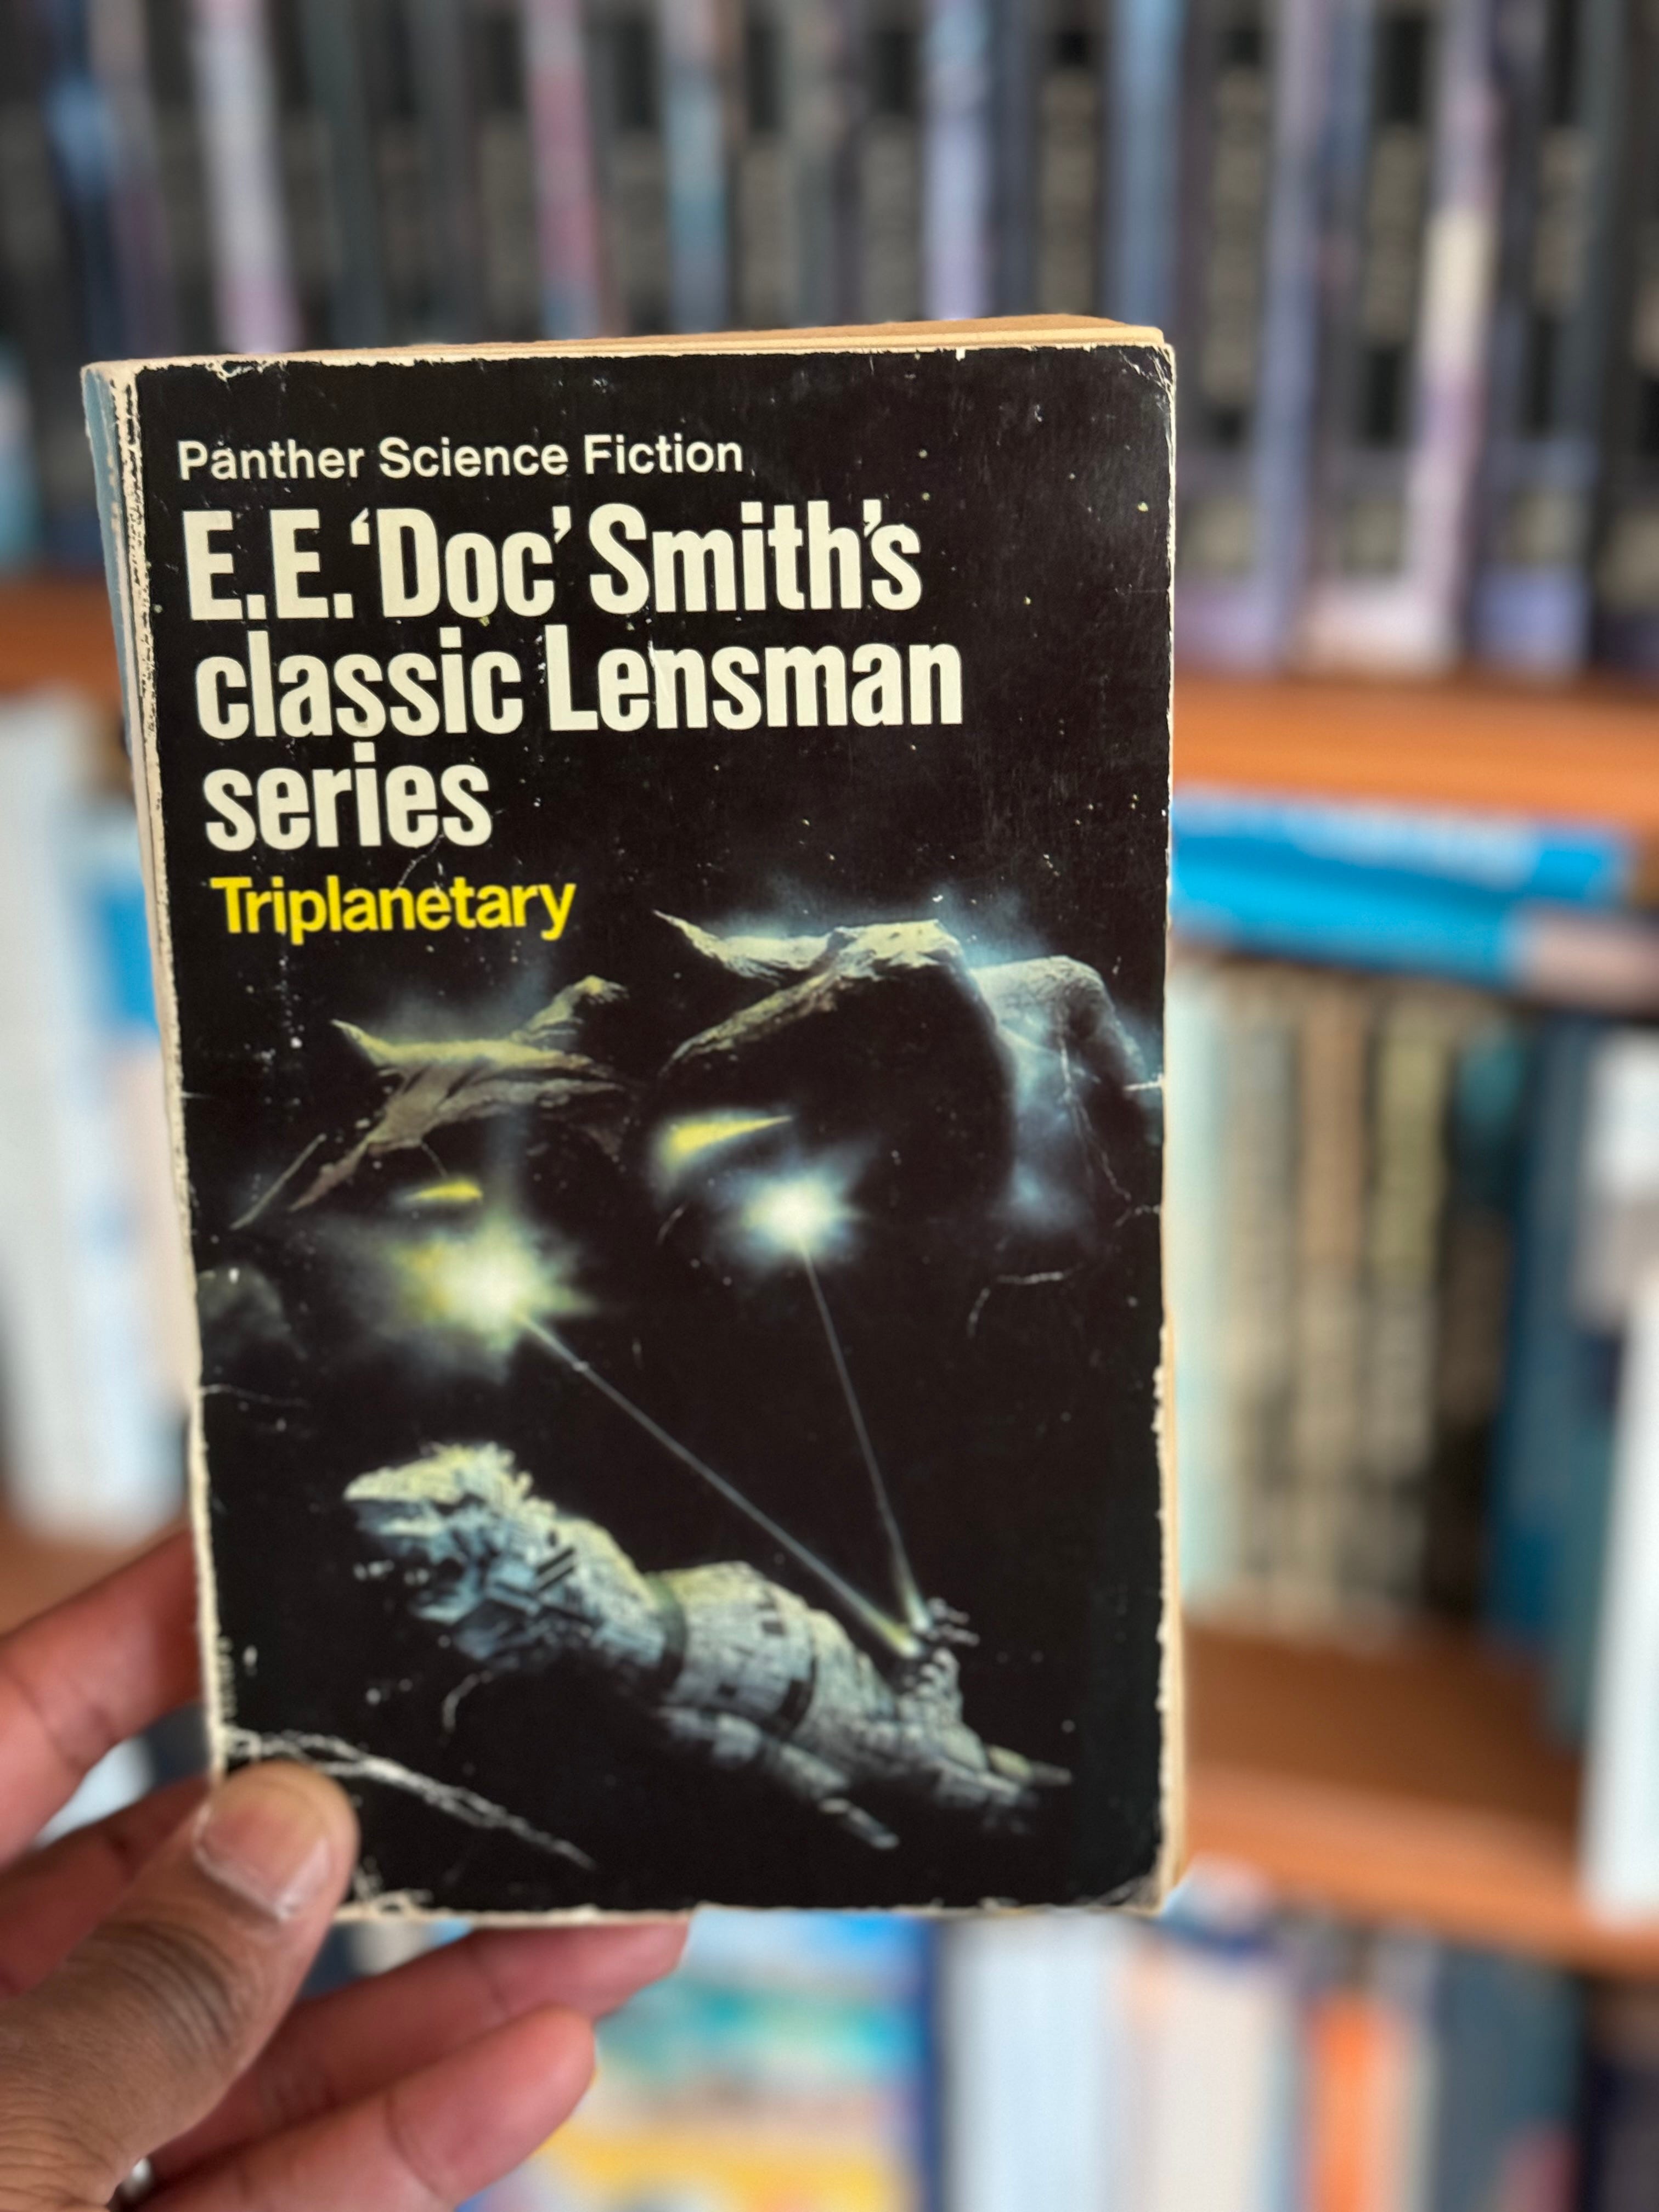 Panther Science Fiction
E.E. ‘Doc’ Smith’s
classic Lensman
series
Triplanetary